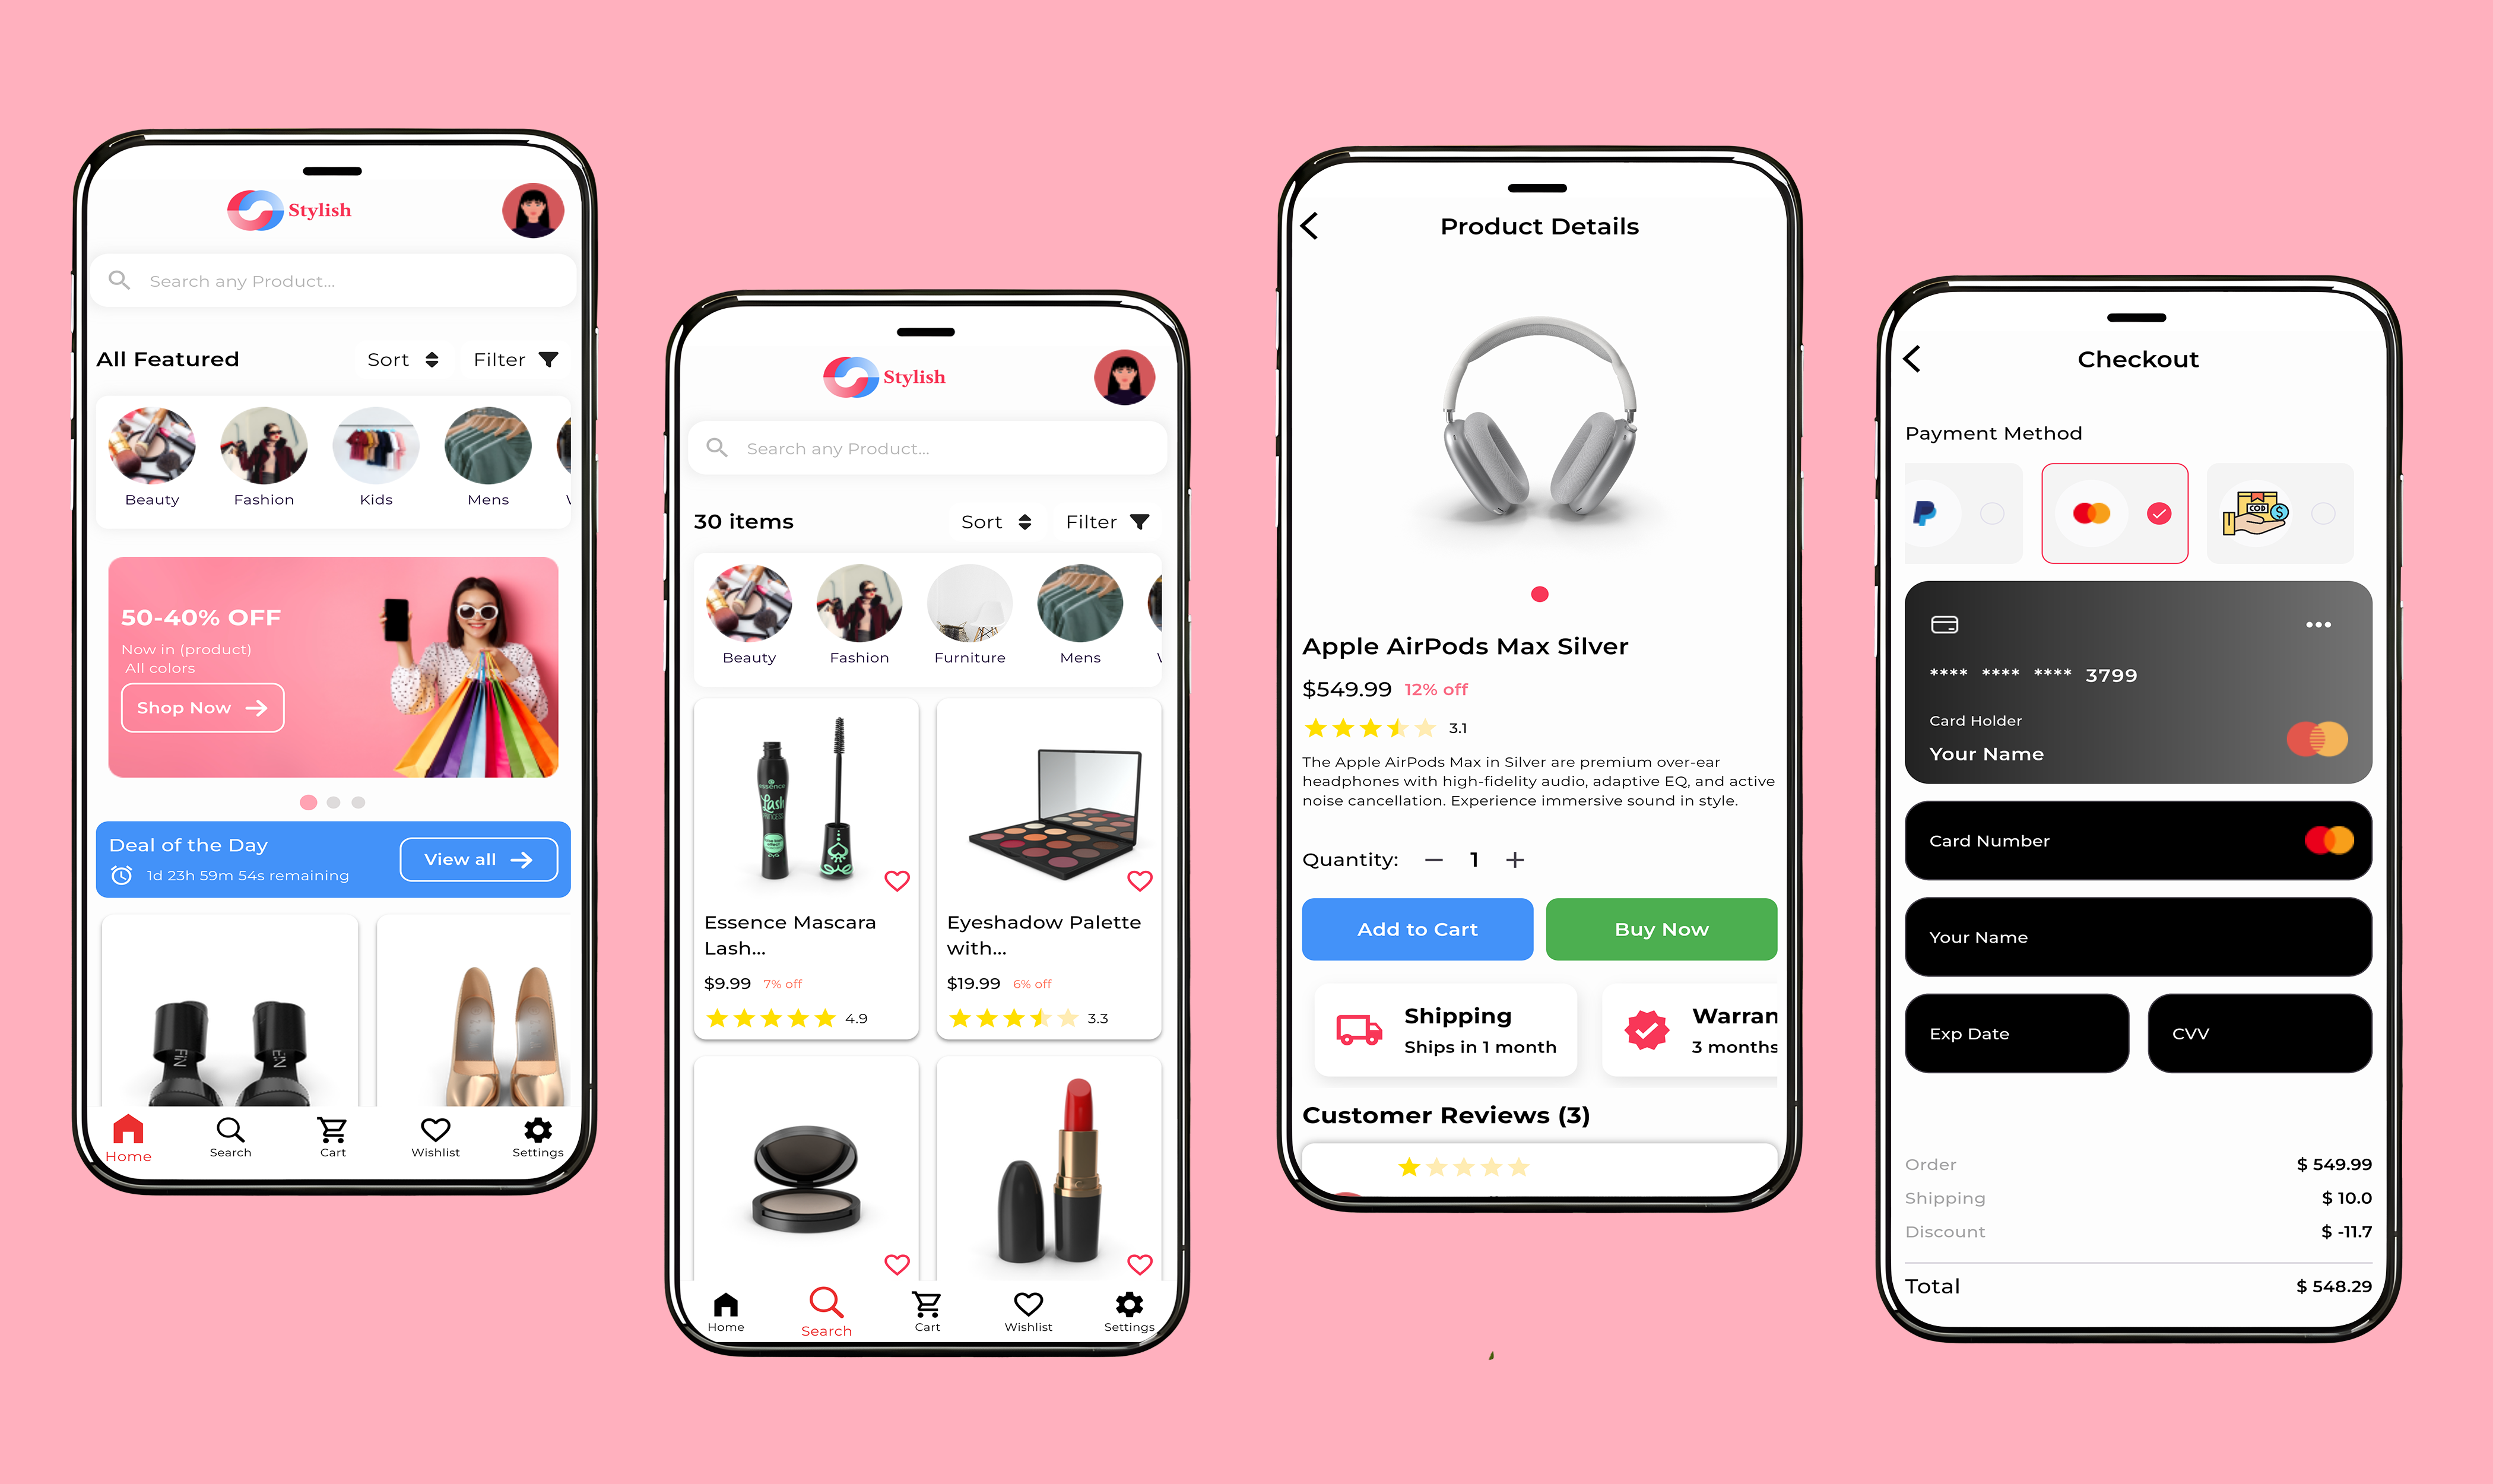 Stylish
Search any Product...
All Featured
Sort
Filter
Beauty
Fashion
Kids
Mens
50-40% OFF
Now in (product)
All colors
Shop Now
Deal of the Day
1d 23h 59m 54s remaining
View all
Home
Search
Cart
Wishlist
Settings
Stylish
Search any Product...
30 items
Sort
Filter
Beauty
Fashion
Furniture
Mens
essence
Lash
PRINCESS
Essence Mascara
Lash...
$9.99 7% off
4.9
Eyeshadow Palette
with...
$19.99 6% off
3.3
Home
Search
Cart
Wishlist
Settings
Product Details
Apple AirPods Max Silver
$549.99 12% off
3.1
The Apple AirPods Max in Silver are premium over-ear
headphones with high-fidelity audio, adaptive EQ, and active
noise cancellation. Experience immersive sound in style.
Quantity: − 1 +
Add to Cart
Buy Now
Shipping
Ships in 1 month
Warran
3 months
Customer Reviews (3)
Checkout
Payment Method
COD
**** **** **** 3799
Card Holder
Your Name
Card Number
Your Name
Exp Date
CVV
Order $ 549.99
Shipping $ 10.0
Discount $ -11.7
Total $ 548.29